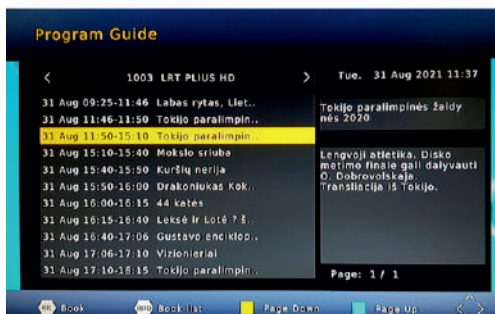 Program Guide
1003 LRT PLIUS HD
Tue. 31 Aug 2021 11:37
31 Aug 09:25-11:46 Labas rytas, Liet..
31 Aug 11:46-11:50 Tokijo paralimpin..
31 Aug 11:50-15:10 Tokijo paralimpin..
31 Aug 15:10-15:40 Mokslo sriuba
31 Aug 15:40-15:50 Kuršių nerija
31 Aug 15:50-16:00 Drakoniukas Kok..
31 Aug 16:00-16:15 44 katės
31 Aug 16:15-16:40 Leksė ir Lotė ? š..
31 Aug 16:40-17:06 Gustavo enciklop..
31 Aug 17:06-17:10 Vizionieriai
31 Aug 17:10-18:15 Tokijo paralimpin..
Tokijo paralimpinės žaidy
nės 2020
Lengvoji atletika. Disko
metimo finale gali dalyvauti
O. Dobrovolskaja.
Transliacija iš Tokijo.
Page: 1/ 1
OK Book
Book-list
Page Down
Page Up